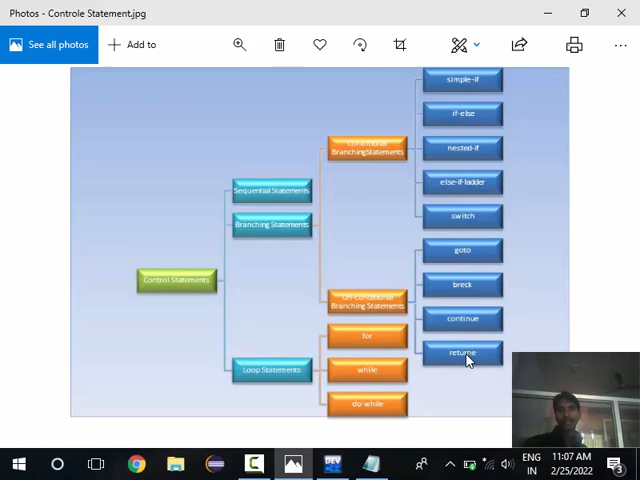 Photos - Controle Statement.jpg
See all photos
Add to
simple-if
if-else
Conditional
Branching Statements
nested-if
else-if-ladder
Sequential Statements
switch
Branching Statements
goto
Control Statements
breck
Un-conditional
Branching Statements
continue
for
returne
Loop Statements
while
do-while
DEV
ENG
11:07 AM
IN
2/25/2022
3